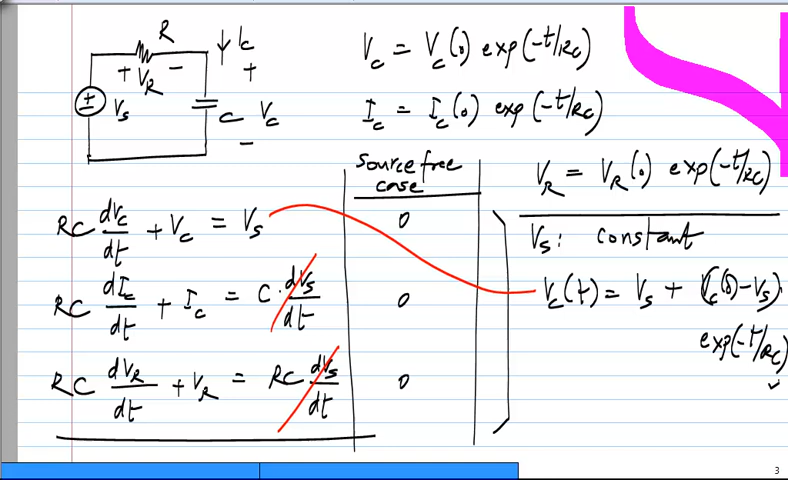 R
I_c
+ V_R −
+
V_s
C
V_c
−
V_c = V_c(0) exp(-t/RC)
I_c = I_c(0) exp(-t/RC)
source free
case
V_R = V_R(0) exp(-t/RC)
RC dV_c/dt + V_c = V_s
0
V_s: constant
RC dI_c/dt + I_c = C · dV_s/dt
0
V_c(t) = V_s + (V_c(0) - V_s).
exp(-t/RC)
RC dV_R/dt + V_R = RC dV_s/dt
0
3